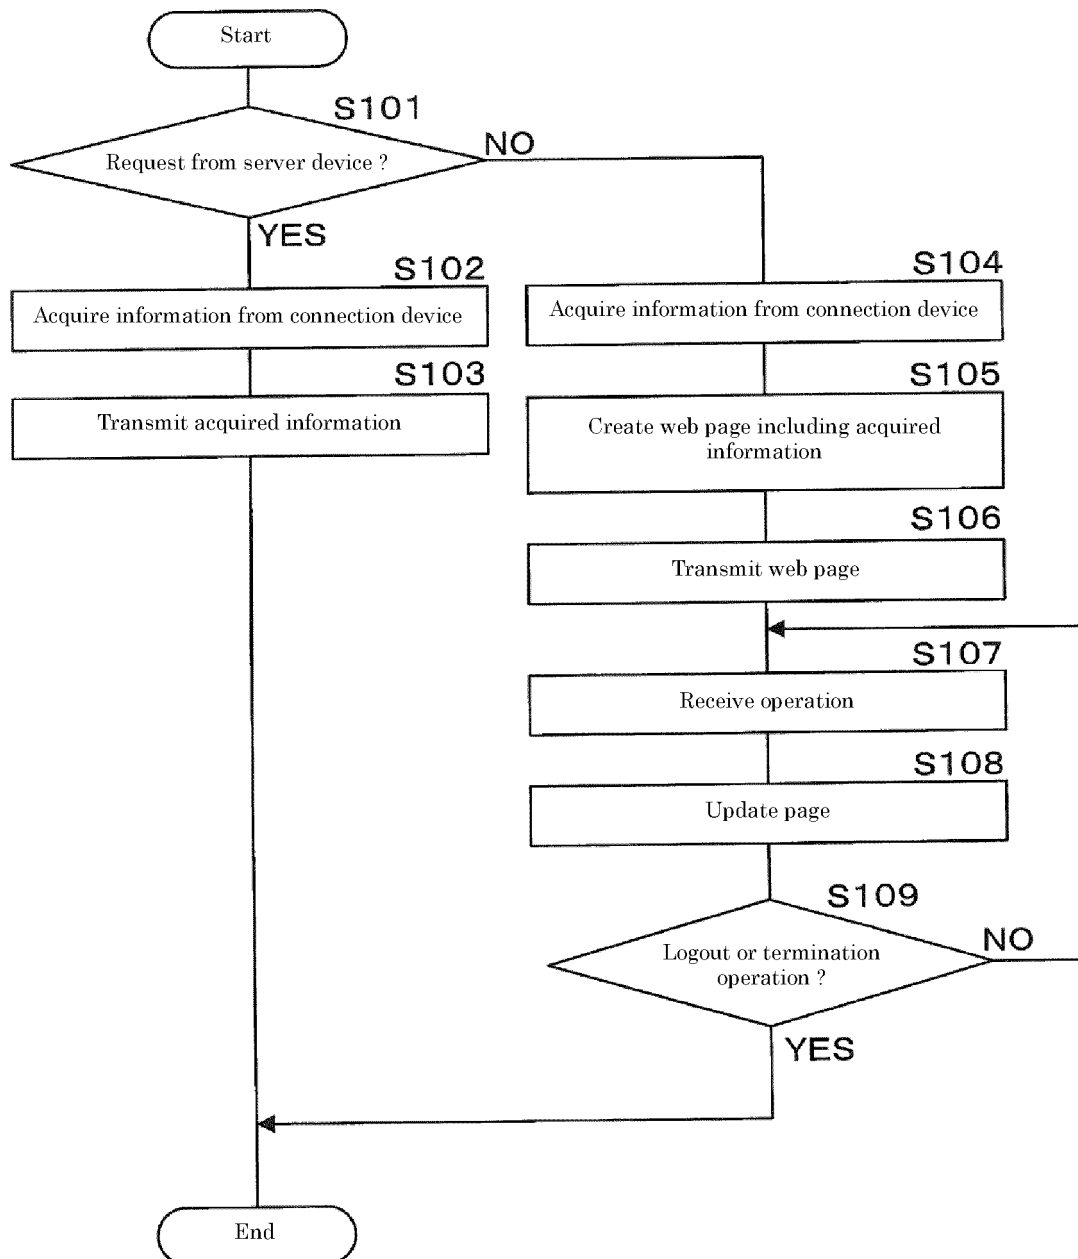 Start
S101
Request from server device ?
NO
YES
S102
Acquire information from connection device
S103
Transmit acquired information
S104
Acquire information from connection device
S105
Create web page including acquired
information
S106
Transmit web page
S107
Receive operation
S108
Update page
S109
Logout or termination
operation ?
NO
YES
End